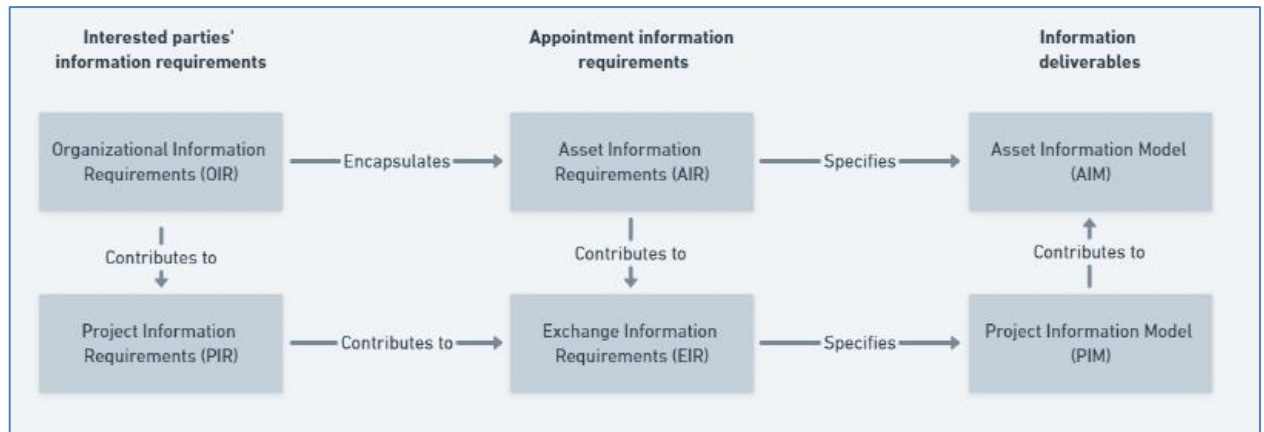 Interested parties'
information requirements
Appointment information
requirements
Information
deliverables
Organizational Information
Requirements (OIR)
Encapsulates
Asset Information
Requirements (AIR)
Specifies
Asset Information Model
(AIM)
Contributes to
Contributes to
Contributes to
Project Information
Requirements (PIR)
Contributes to
Exchange Information
Requirements (EIR)
Specifies
Project Information Model
(PIM)